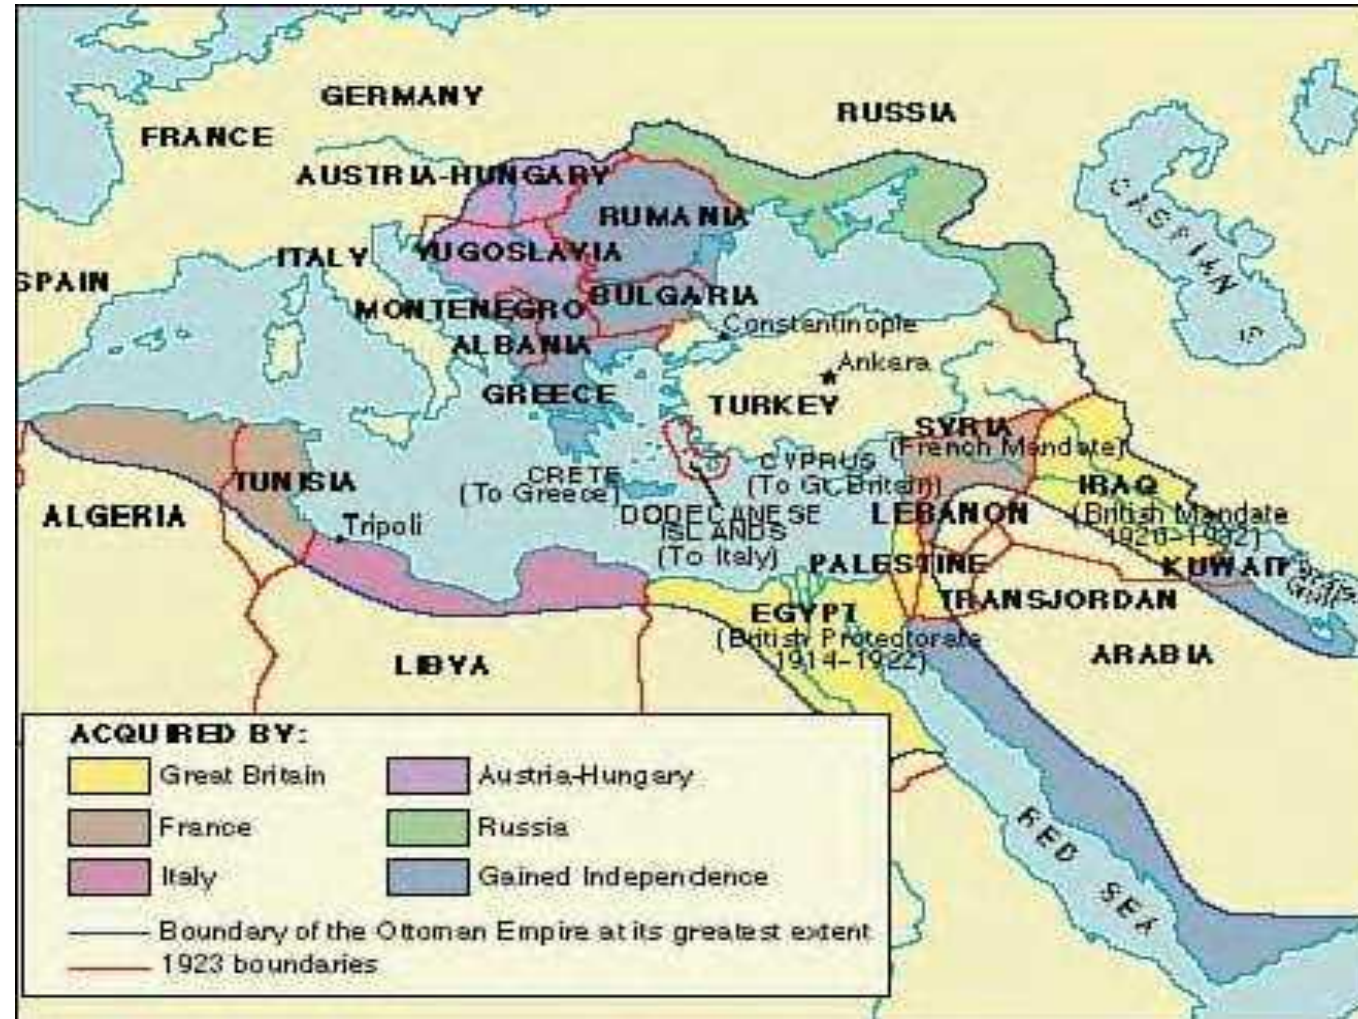 GERMANY
RUSSIA
FRANCE
AUSTRIA-HUNGARY
RUMANIA
CASPIAN
YUGOSLAVIA
ITALY
SPAIN
BULGARIA
MONTENEGRO
Constantinople
ALBANIA
Ankara
GREECE
TURKEY
SYRIA
(French Mandate)
CYPRUS
(To Gt. Britain)
CRETE
(To Greece)
TUNISIA
IRAQ
(British Mandate
1920-1932)
DODECANESE
ISLANDS
(To Italy)
LEBANON
ALGERIA
Tripoli
PALESTINE
KUWAIT
TRANSJORDAN
EGYPT
(British Protectorate
1914-1922)
ARABIA
LIBYA
RED SEA
ACQUIRED BY:
Great Britain
France
Italy
Austria-Hungary
Russia
Gained Independence
Boundary of the Ottoman Empire at its greatest extent
1923 boundaries